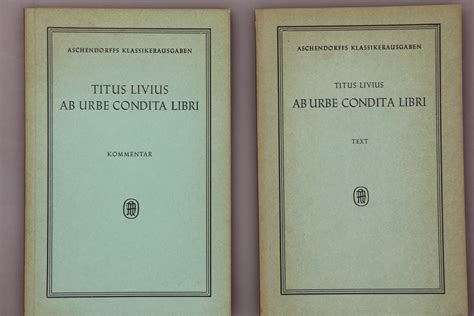 ASCHENDORFFS KLASSIKERAUSGABEN
TITUS LIVIUS
AB URBE CONDITA LIBRI
KOMMENTAR
ASCHENDORFFS KLASSIKERAUSGABEN
TITUS LIVIUS
AB URBE CONDITA LIBRI
TEXT